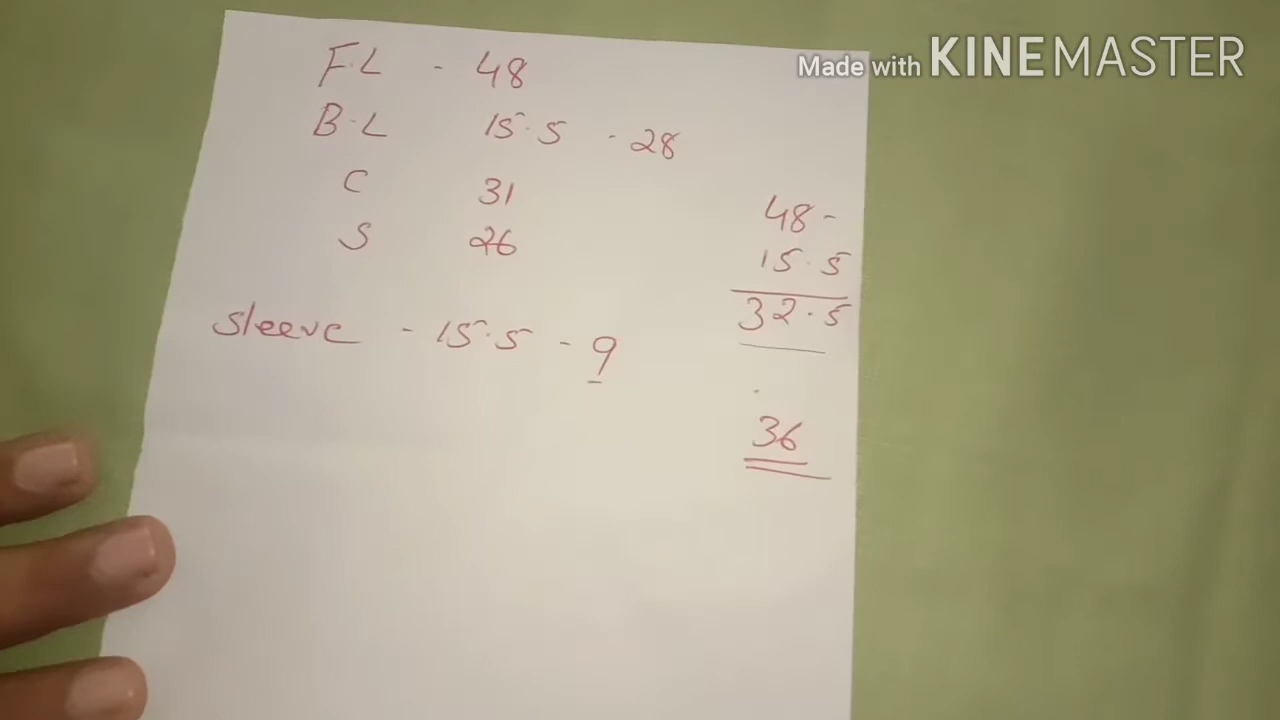 Made with KINEMASTER
F.L - 48
B.L 15.5 - 28
C 31
S 26
Sleeve - 15.5 - 9
48 -
15.5
32.5
36